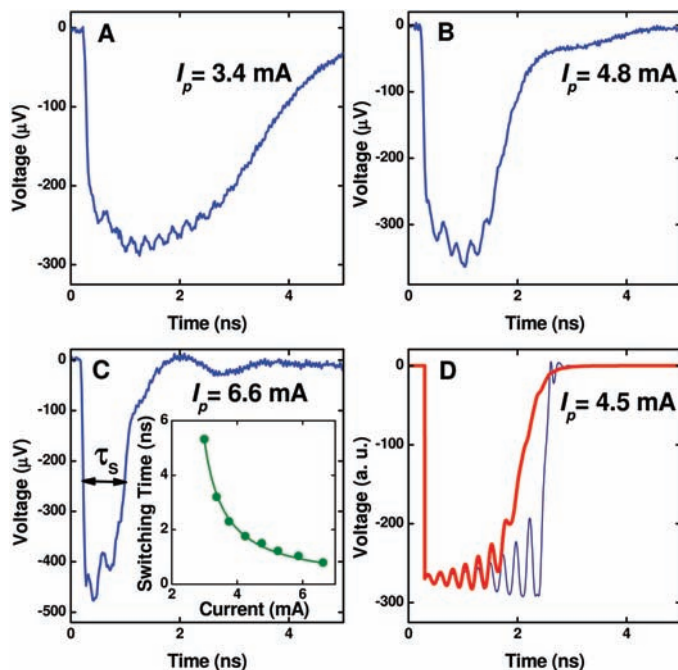 A
I_p= 3.4 mA
0
-100
-200
-300
Voltage (μV)
0 2 4
Time (ns)
B
I_p= 4.8 mA
0
-100
-200
-300
Voltage (μV)
0 2 4
Time (ns)
C
I_p= 6.6 mA
0
-100
-200
-300
-400
-500
Voltage (μV)
τ_S
Switching Time (ns)
6
4
2
0
2 4 6
Current (mA)
0 2 4
Time (ns)
D
I_p= 4.5 mA
0
-100
-200
-300
Voltage (a. u.)
0 2 4
Time (ns)